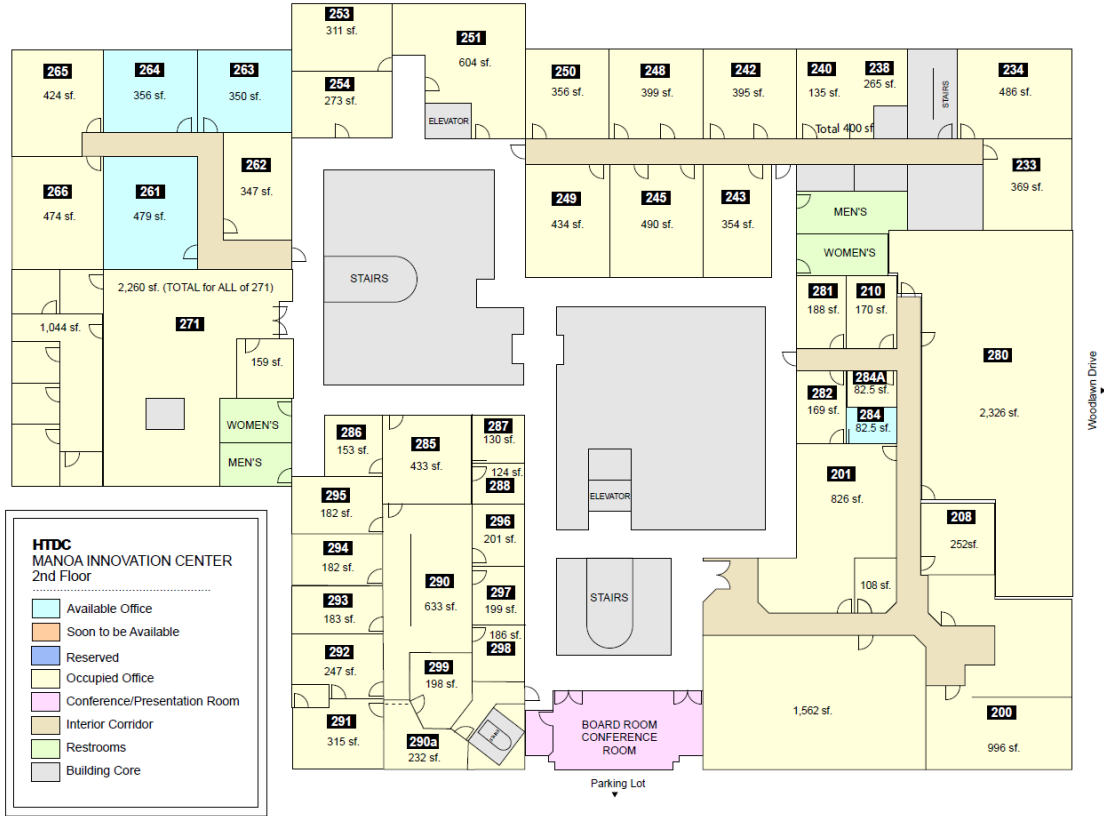 253
311 sf.
251
604 sf.
254
273 sf.
ELEVATOR
265
424 sf.
264
356 sf.
263
350 sf.
250
356 sf.
248
399 sf.
242
395 sf.
240
135 sf.
238
265 sf.
Total 400 sf
STAIRS
234
486 sf.
266
474 sf.
261
479 sf.
262
347 sf.
249
434 sf.
245
490 sf.
243
354 sf.
233
369 sf.
MEN'S
WOMEN'S
STAIRS
2,260 sf. (TOTAL for ALL of 271)
271
1,044 sf.
159 sf.
WOMEN'S
MEN'S
281
188 sf.
210
170 sf.
280
2,326 sf.
Woodlawn Drive
282
169 sf.
284A
82.5 sf.
284
82.5 sf.
286
153 sf.
285
433 sf.
287
130 sf.
124 sf.
288
ELEVATOR
201
826 sf.
208
252sf.
108 sf.
295
182 sf.
294
182 sf.
293
183 sf.
292
247 sf.
291
315 sf.
290
633 sf.
296
201 sf.
297
199 sf.
186 sf.
298
299
198 sf.
290a
232 sf.
STAIRS
BOARD ROOM
CONFERENCE
ROOM
1,562 sf.
200
996 sf.
Parking Lot
HTDC
MANOA INNOVATION CENTER
2nd Floor
Available Office
Soon to be Available
Reserved
Occupied Office
Conference/Presentation Room
Interior Corridor
Restrooms
Building Core